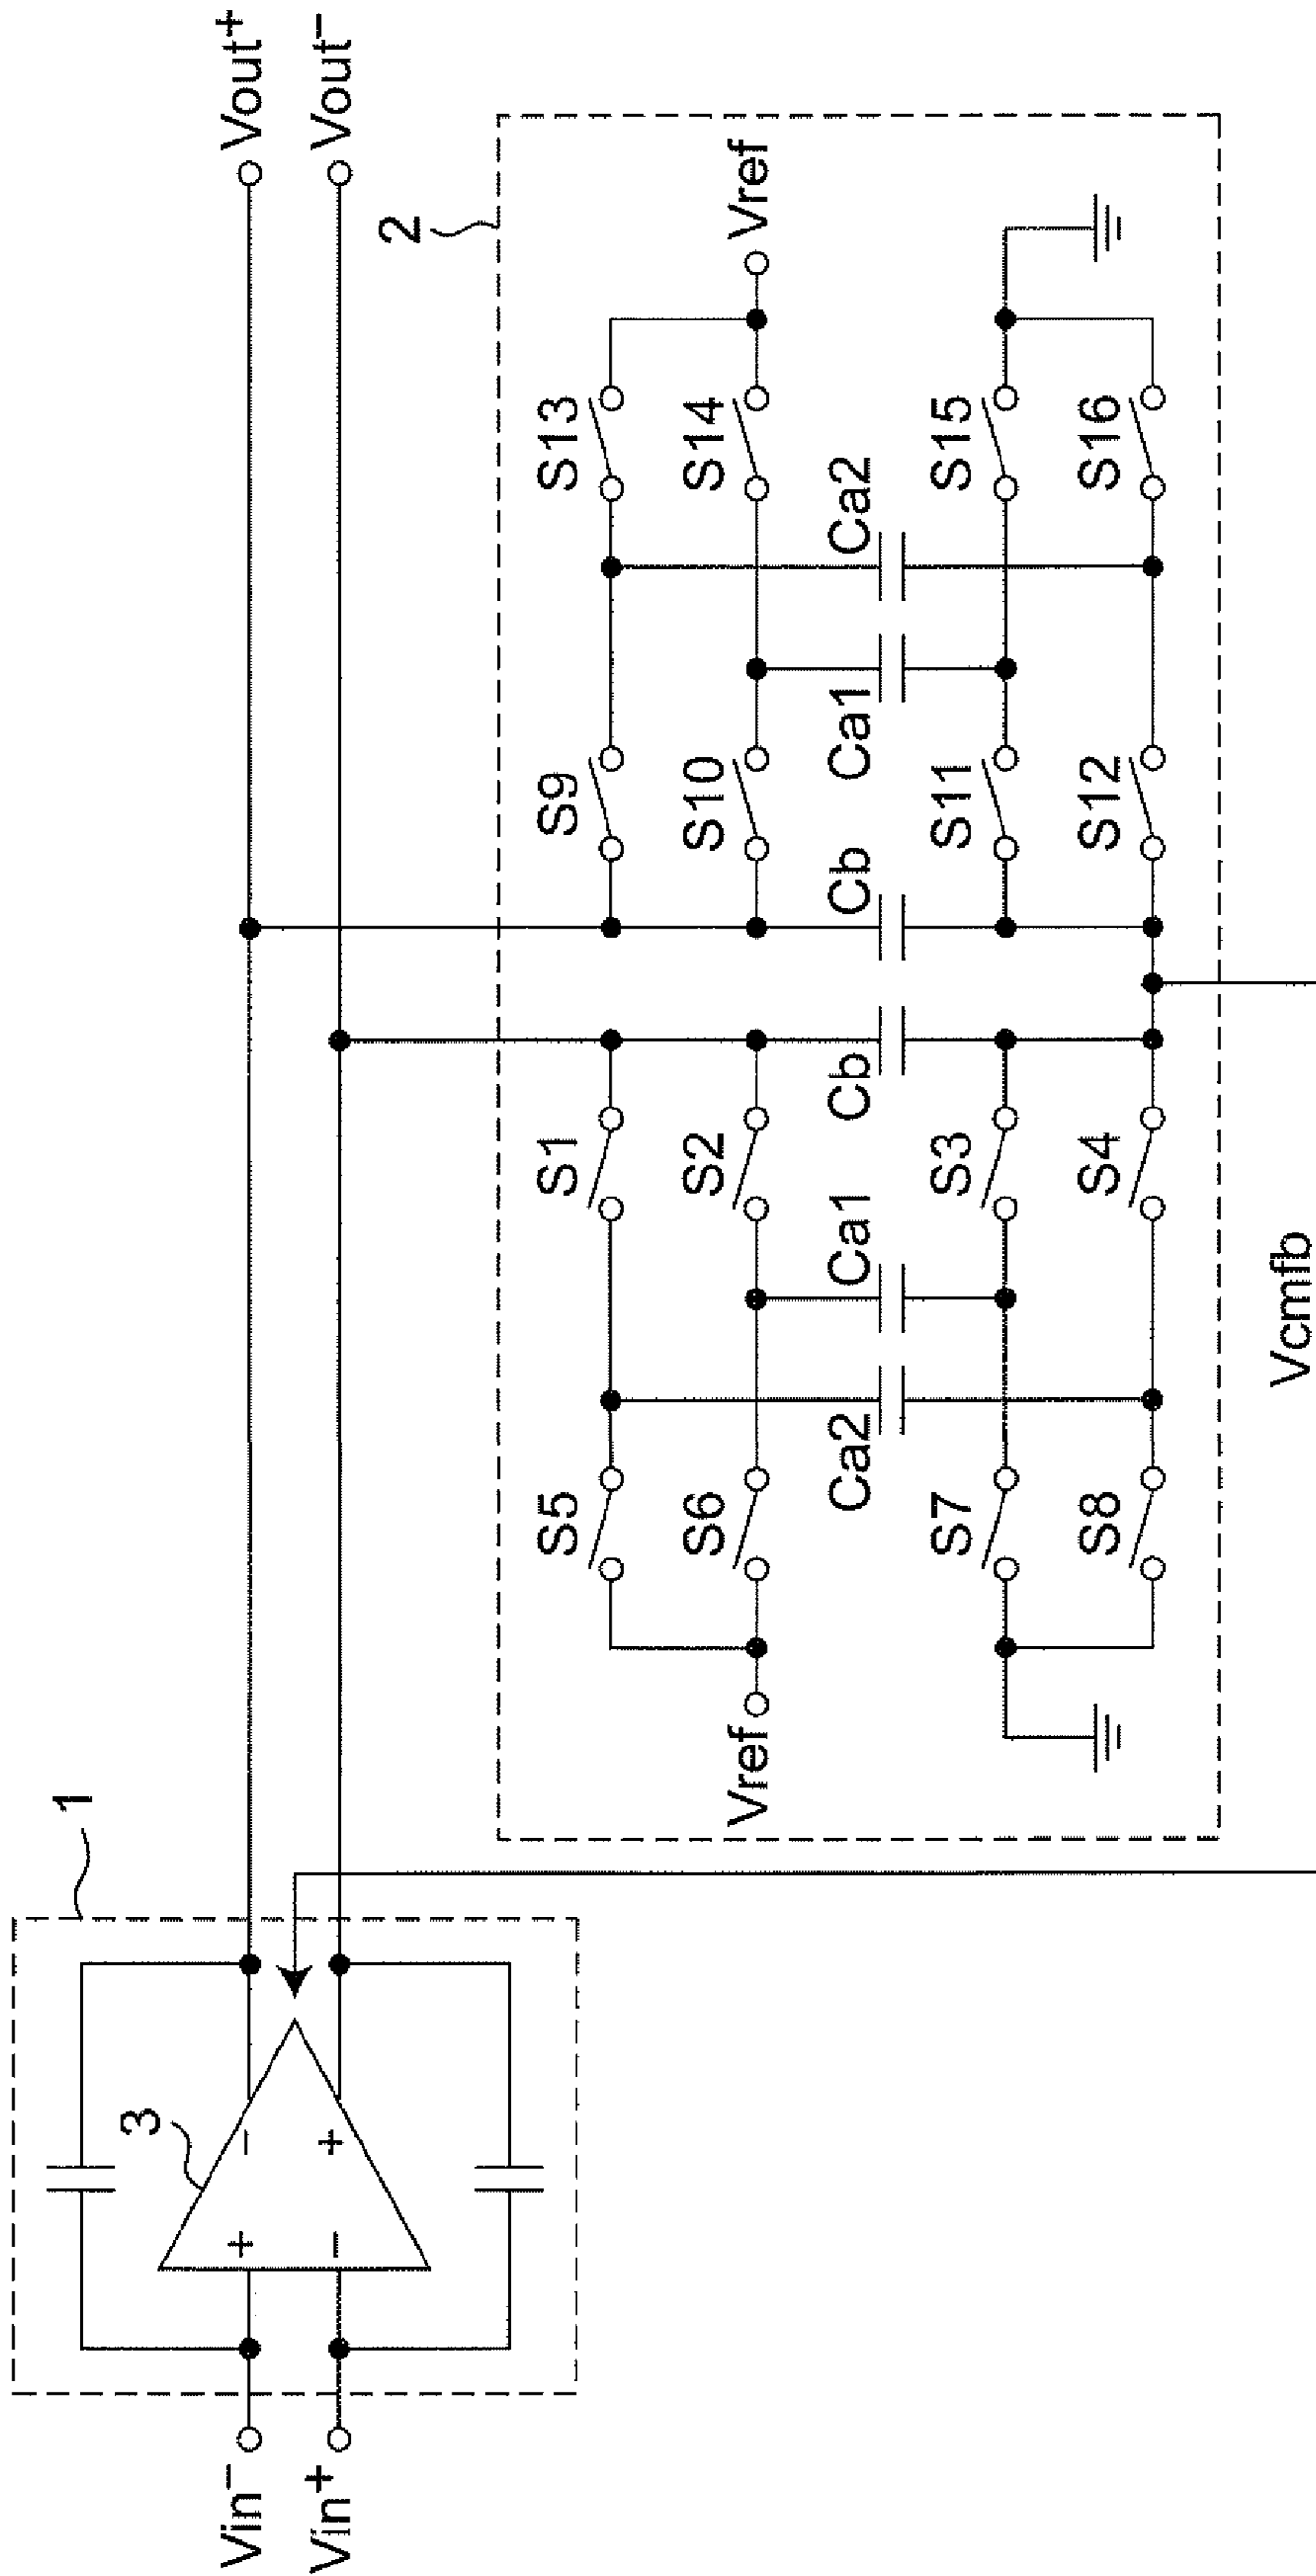 1
3
+
−
−
+
Vin⁻
Vin⁺
Vout⁺
Vout⁻
2
S5
S1
S9
S13
S6
S2
S10
S14
Vref
Vref
Ca2
Ca1
Cb
Cb
Ca1
Ca2
S7
S3
S11
S15
S8
S4
S12
S16
Vcmfb